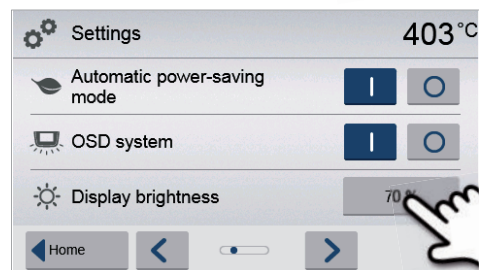 Settings
403°C
Automatic power-saving
mode
I
O
OSD system
I
O
Display brightness
70 %
Home